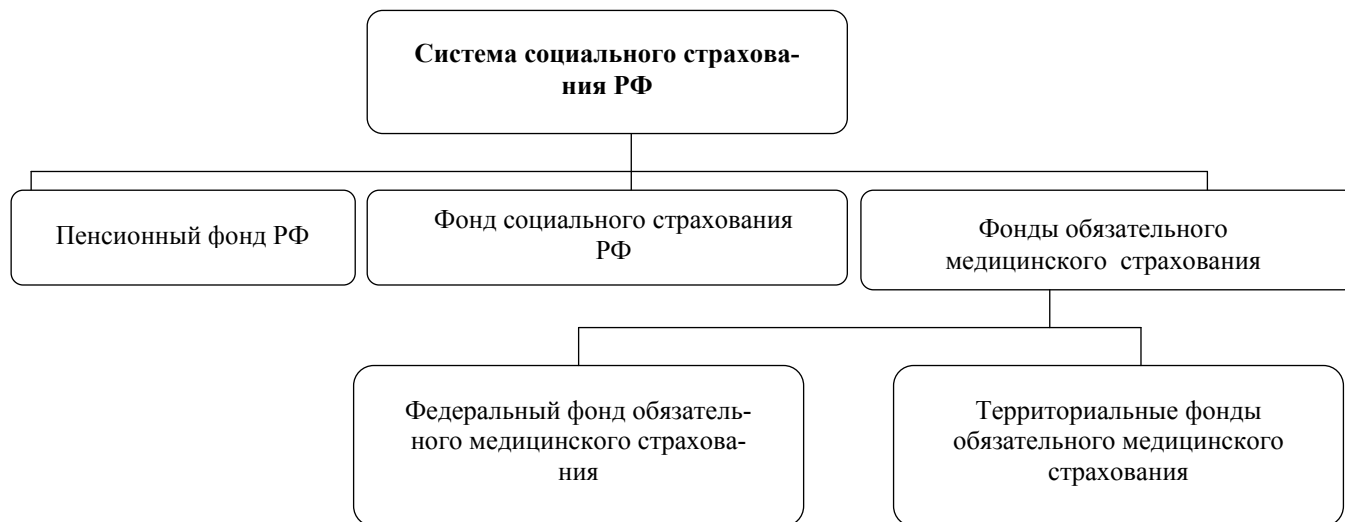 Система социального страхова-
ния РФ
Пенсионный фонд РФ
Фонд социального страхования
РФ
Фонды обязательного
медицинского страхования
Федеральный фонд обязатель-
ного медицинского страхова-
ния
Территориальные фонды
обязательного медицинского
страхования